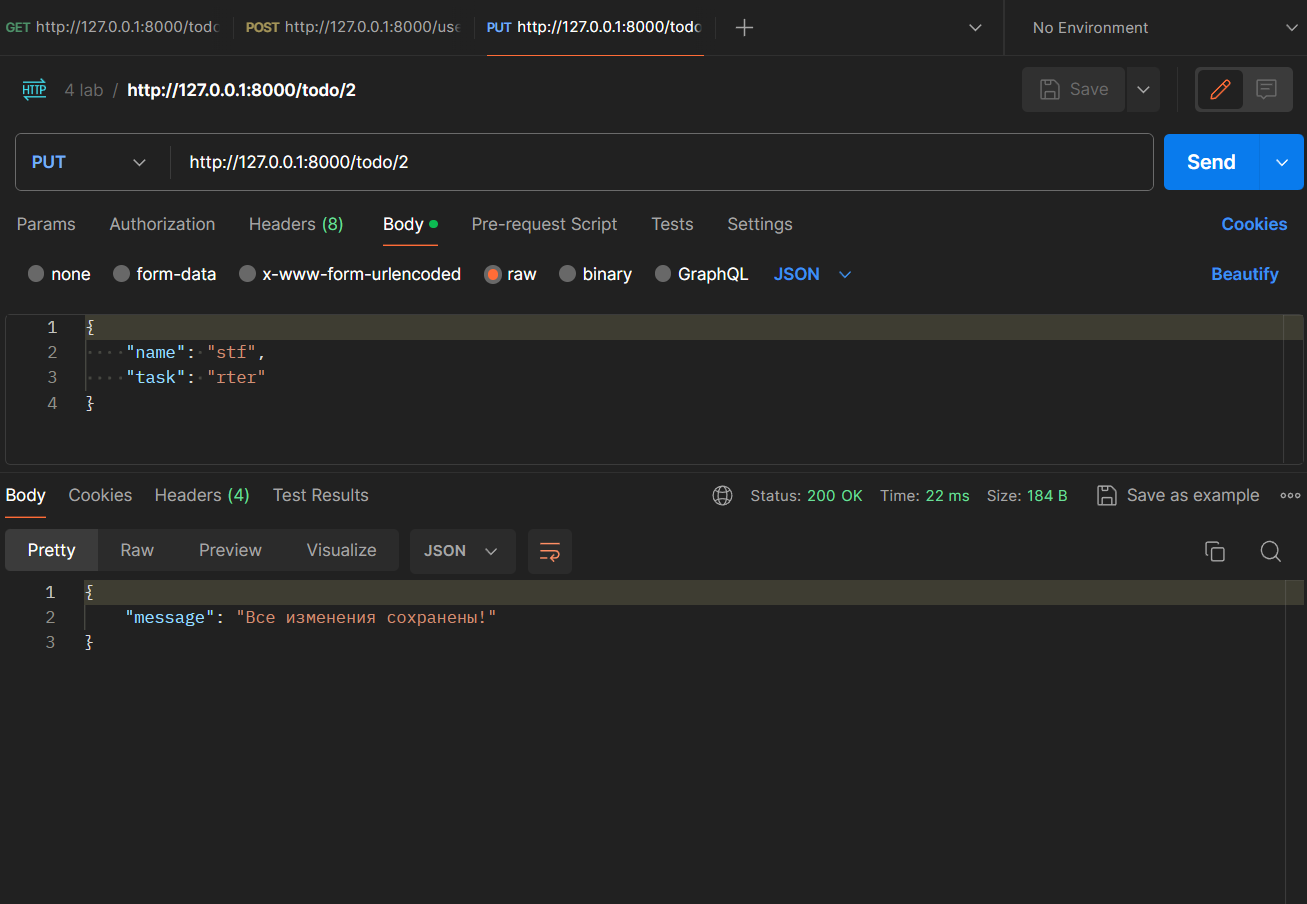 GET http://127.0.0.1:8000/todo
POST http://127.0.0.1:8000/use
PUT http://127.0.0.1:8000/todo
No Environment
HTTP 4 lab / http://127.0.0.1:8000/todo/2
Save
PUT http://127.0.0.1:8000/todo/2
Send
Params Authorization Headers (8) Body Pre-request Script Tests Settings Cookies
none form-data x-www-form-urlencoded raw binary GraphQL JSON Beautify
1 {
2 ····"name":·"stf",
3 ····"task":·"rter"
4 }
Body Cookies Headers (4) Test Results Status: 200 OK Time: 22 ms Size: 184 B Save as example
Pretty Raw Preview Visualize JSON
1 {
2 "message": "Все изменения сохранены!"
3 }